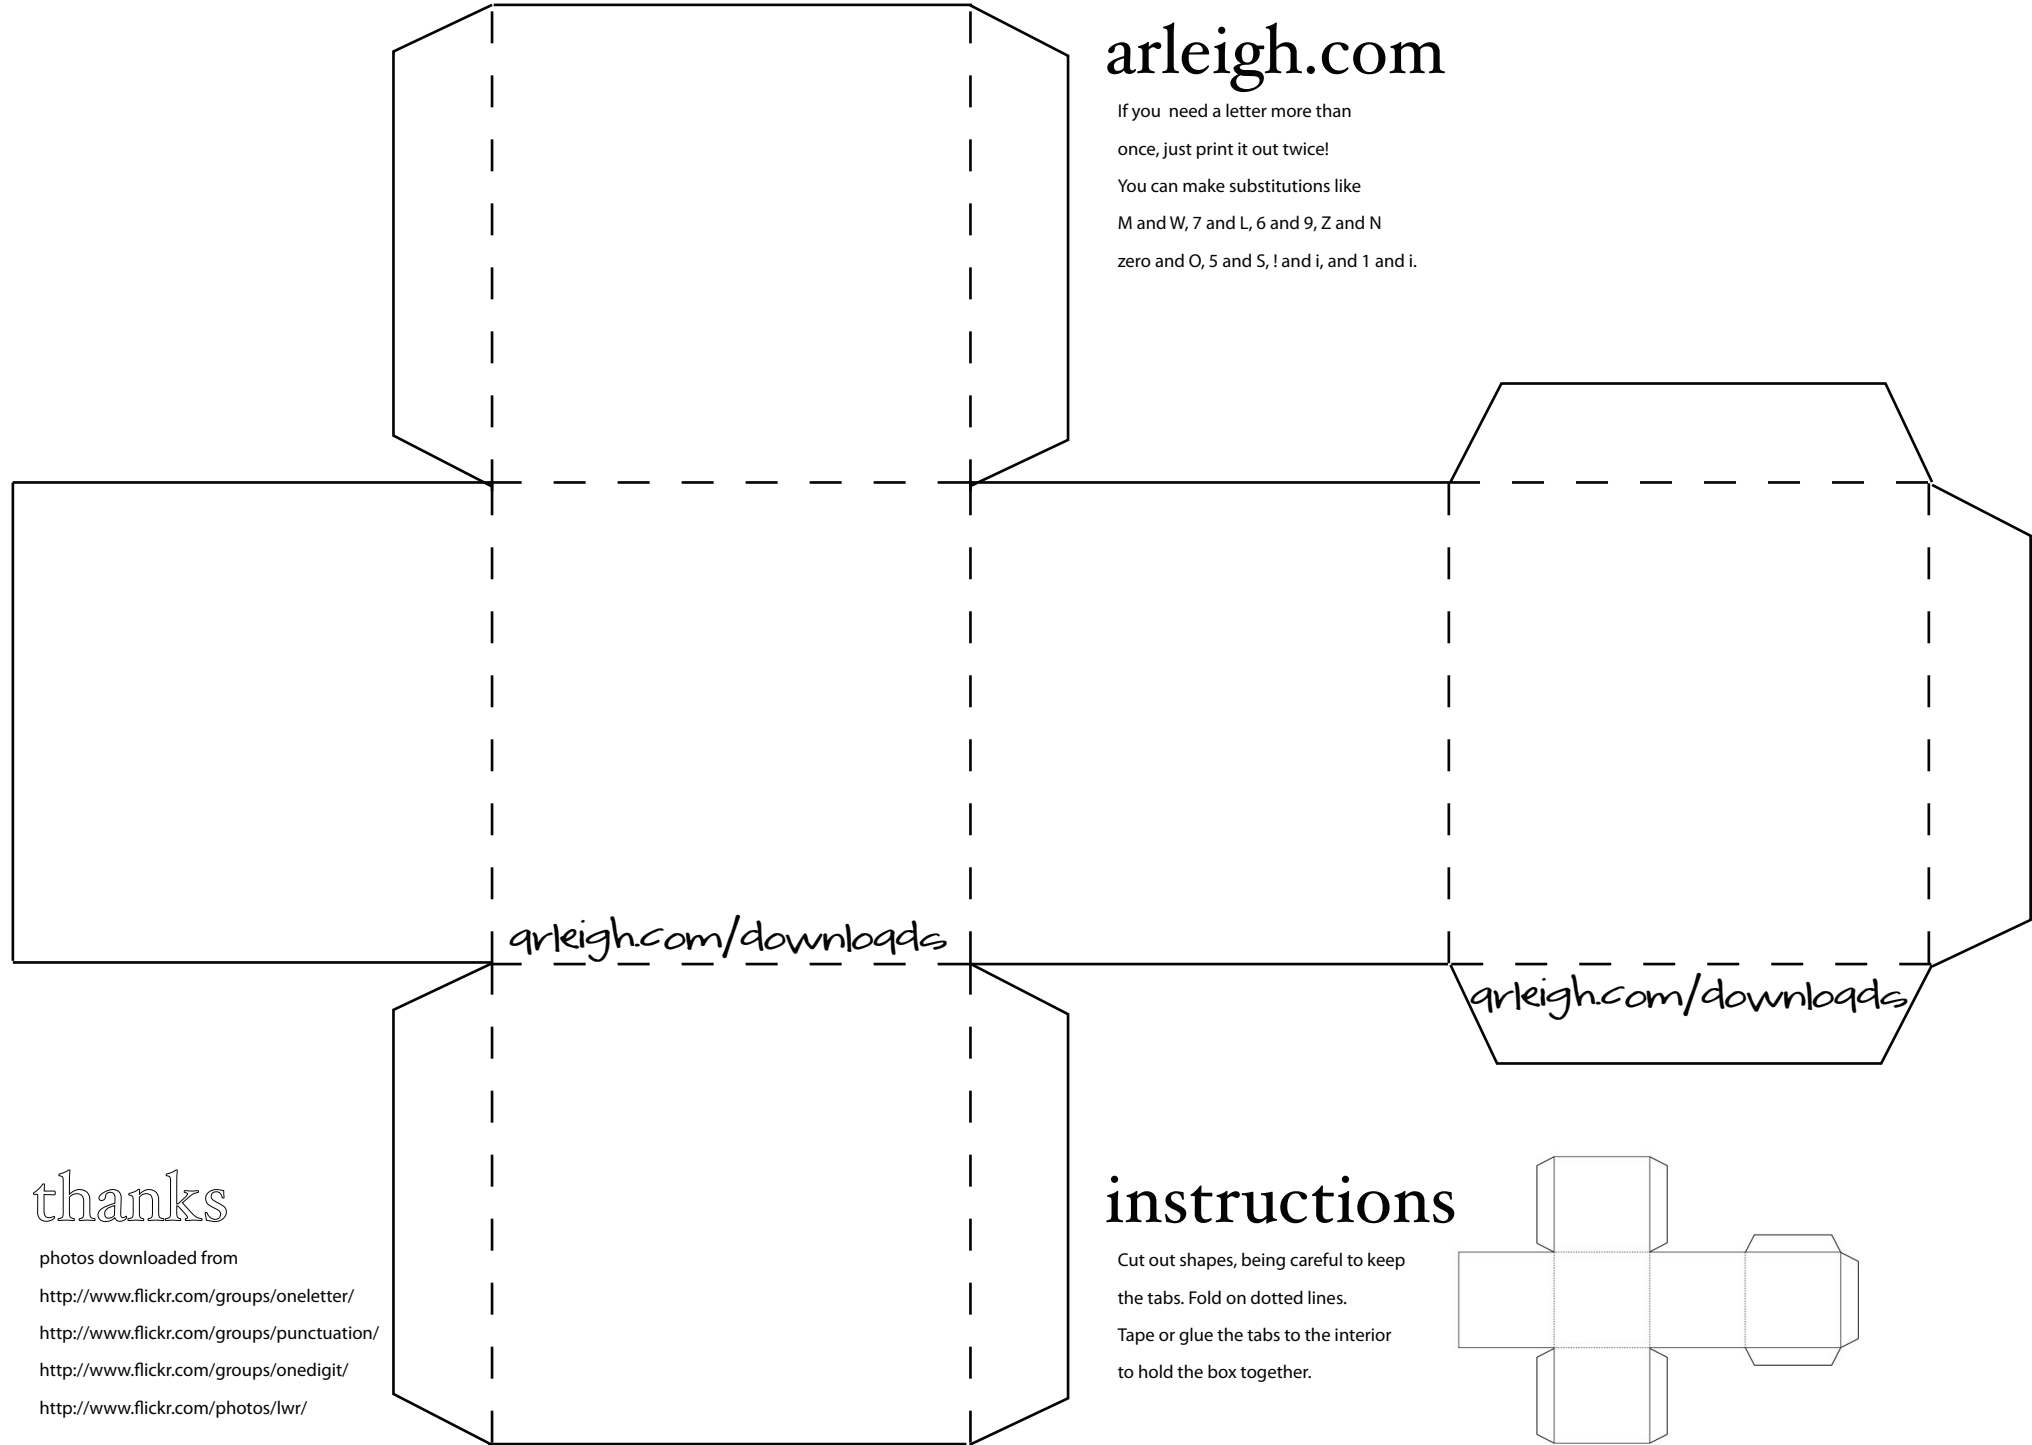 arleigh.com
If you  need a letter more than
once, just print it out twice!
You can make substitutions like
M and W, 7 and L, 6 and 9, Z and N
zero and O, 5 and S, ! and i, and 1 and i.
arleigh.com/downloads
arleigh.com/downloads
thanks
photos downloaded from
http://www.flickr.com/groups/oneletter/
http://www.flickr.com/groups/punctuation/
http://www.flickr.com/groups/onedigit/
http://www.flickr.com/photos/lwr/
instructions
Cut out shapes, being careful to keep
the tabs. Fold on dotted lines.
Tape or glue the tabs to the interior
to hold the box together.